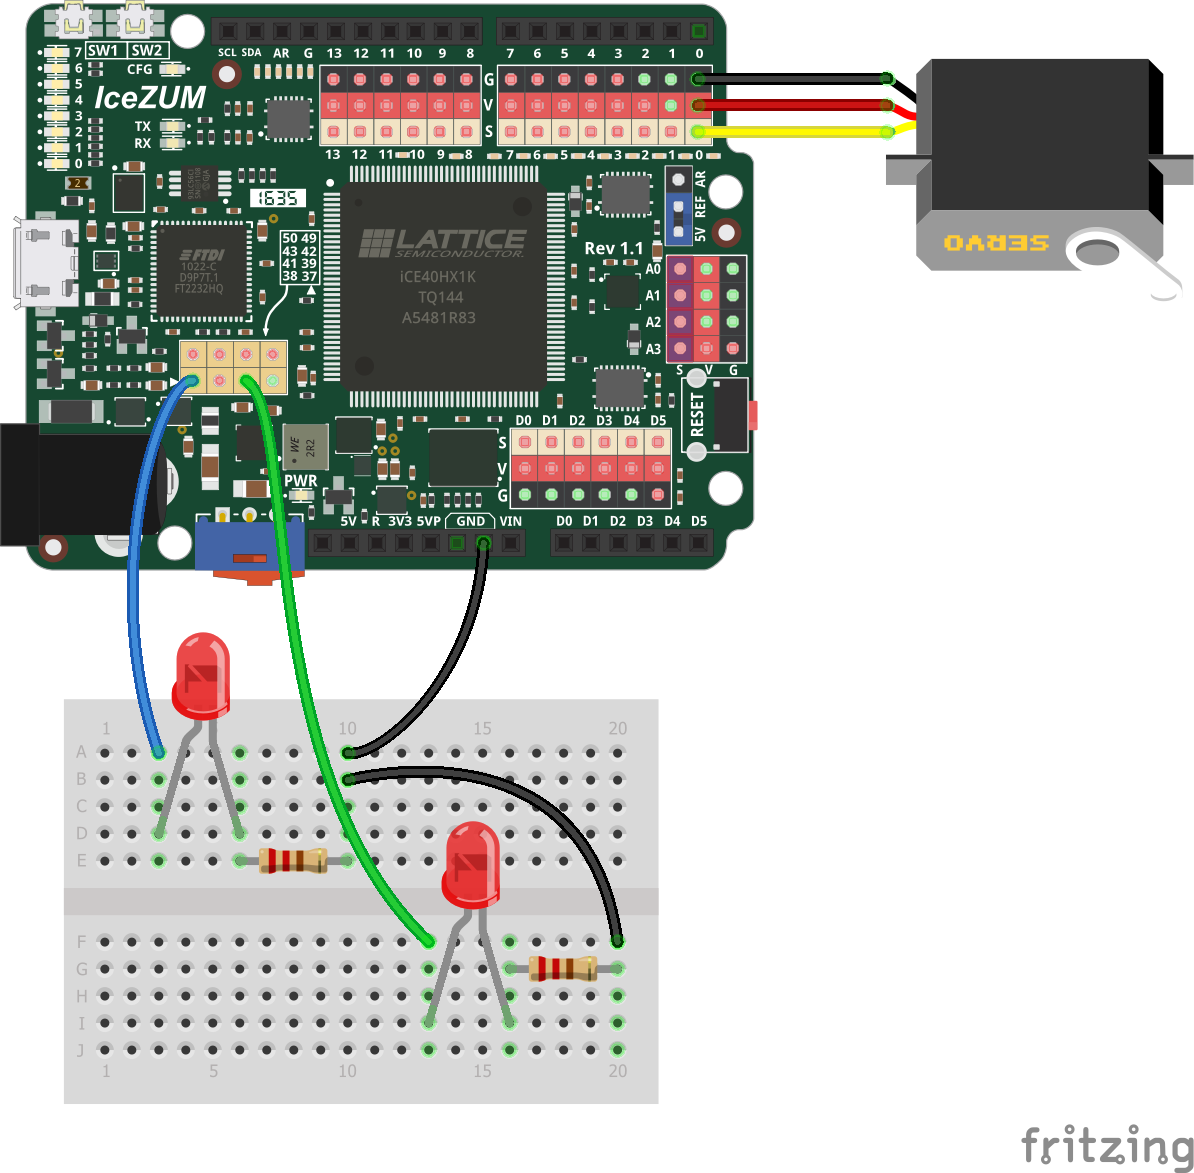 SCL SDA AR G 13 12 11 10 9 8 7 6 5 4 3 2 1 0
7 SW1 SW2
6 CFG
5
4 IceZUM
3
2 TX
1 RX
0
G
V
S
13 12 11 10 9 8 7 6 5 4 3 2 1 0
2
1635
AR
REF
5V
Rev 1.1
50 49
43 42
41 39
38 37
FTDI
1022-C
D9P7T.1
FT2232HQ
LATTICE
SEMICONDUCTOR.
iCE40HX1K
TQ144
A5481R83
A0
A1
A2
A3
S V G
RESET
D0 D1 D2 D3 D4 D5
S
V
G
WE
2R2
PWR
5V R 3V3 5VP GND VIN D0 D1 D2 D3 D4 D5
SERVO
1 10 15 20
A
B
C
D
E
F
G
H
I
J
1 5 10 15 20
fritzing